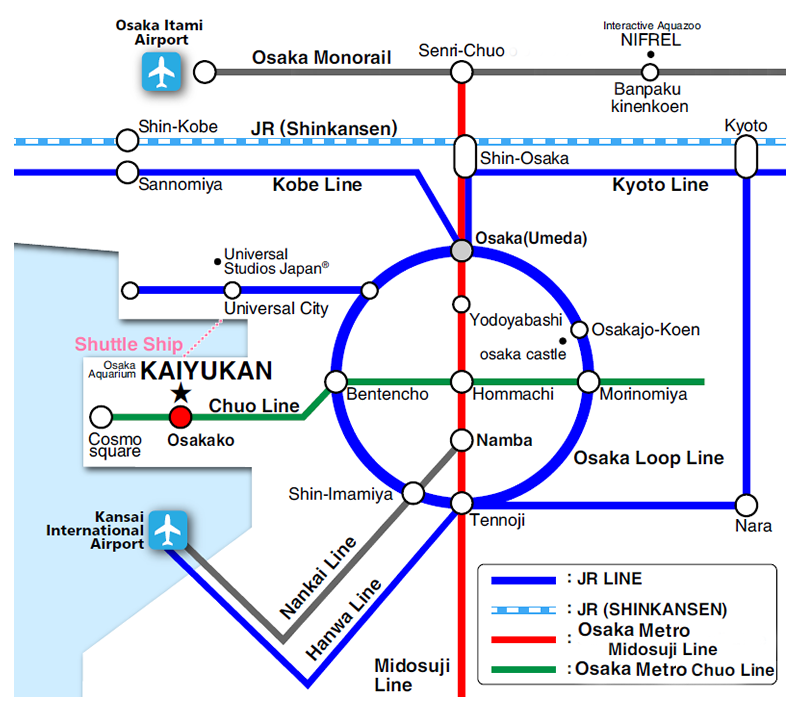 Osaka Itami
Airport
Osaka Monorail
Senri-Chuo
Interactive Aquazoo
NIFREL
Banpaku
kinenkoen
Shin-Kobe
JR (Shinkansen)
Kyoto
Shin-Osaka
Sannomiya
Kobe Line
Kyoto Line
Osaka(Umeda)
Universal
Studios Japan®
Universal City
Yodoyabashi
Osakajo-Koen
osaka castle
Shuttle Ship
Osaka
Aquarium
KAIYUKAN
Chuo Line
Bentencho
Hommachi
Morinomiya
Cosmo
square
Osakako
Namba
Osaka Loop Line
Shin-Imamiya
Tennoji
Nara
Kansai
International
Airport
Nankai Line
Hanwa Line
Midosuji
Line
: JR LINE
: JR (SHINKANSEN)
: Osaka Metro
Midosuji Line
: Osaka Metro Chuo Line